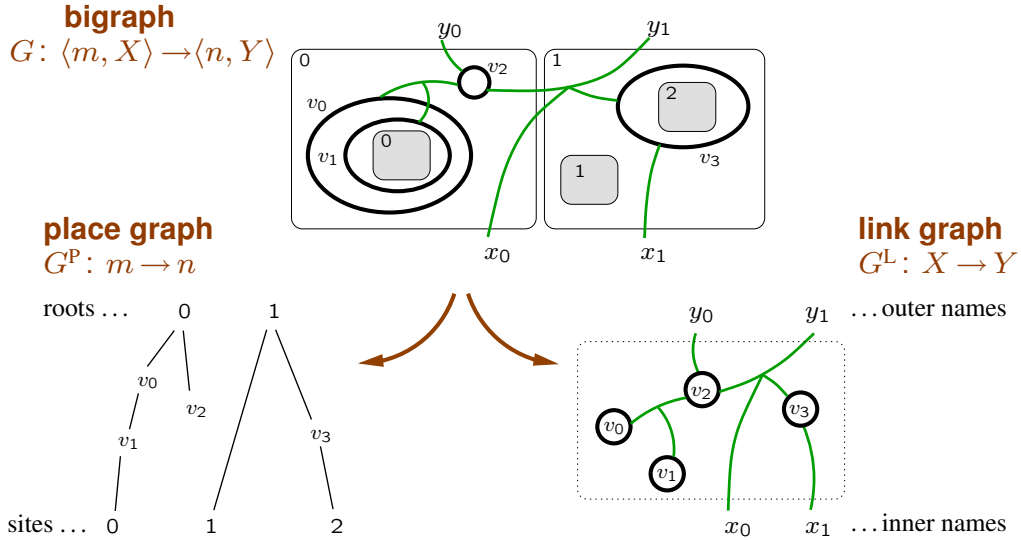 bigraph
G: ⟨m, X⟩ → ⟨n, Y⟩
y₀ y₁
0 v₂ 1
v₀ 2
0
v₁ v₃
1
x₀ x₁
place graph
Gᴾ: m → n
link graph
Gᴸ: X → Y
roots ... 0 1
y₀ y₁ ...outer names
v₀
v₂
v₂ v₃
v₁ v₃
v₀
v₁
sites ... 0 1 2
x₀ x₁ ...inner names